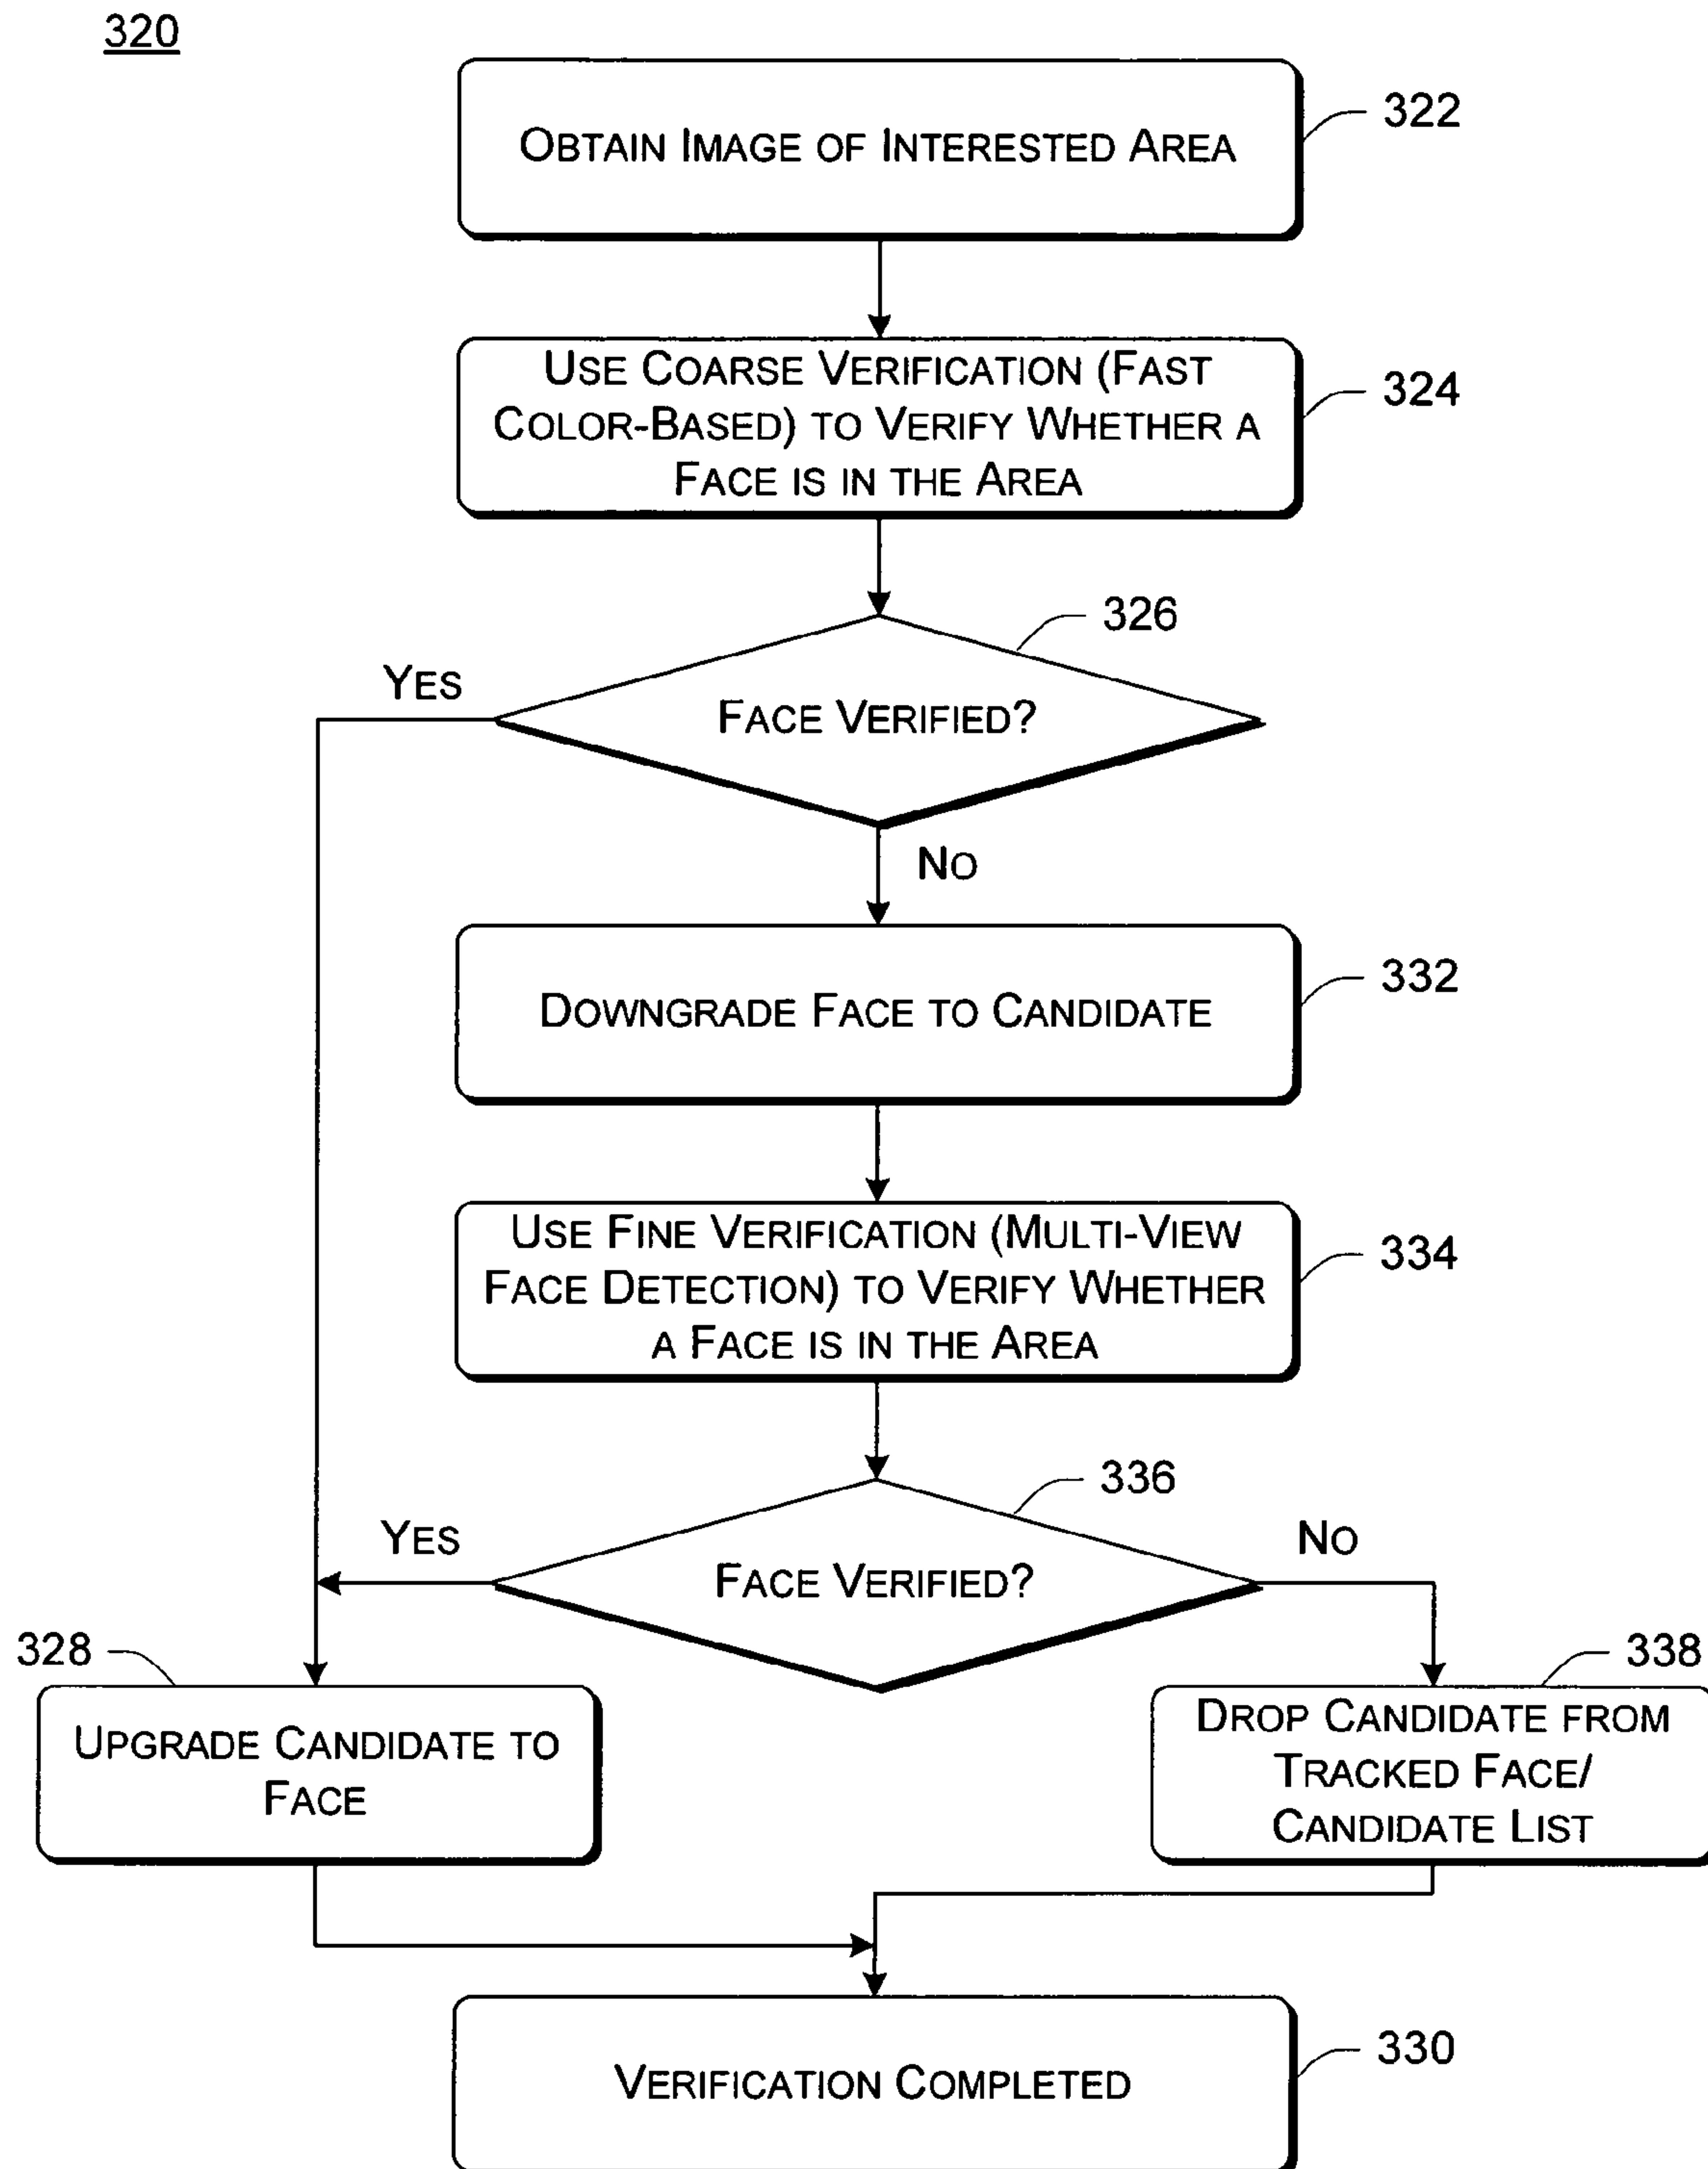 320
OBTAIN IMAGE OF INTERESTED AREA
322
USE COARSE VERIFICATION (FAST
COLOR-BASED) TO VERIFY WHETHER A
FACE IS IN THE AREA
324
326
YES
FACE VERIFIED?
NO
DOWNGRADE FACE TO CANDIDATE
332
USE FINE VERIFICATION (MULTI-VIEW
FACE DETECTION) TO VERIFY WHETHER
A FACE IS IN THE AREA
334
336
YES
FACE VERIFIED?
NO
328
UPGRADE CANDIDATE TO
FACE
338
DROP CANDIDATE FROM
TRACKED FACE/
CANDIDATE LIST
VERIFICATION COMPLETED
330